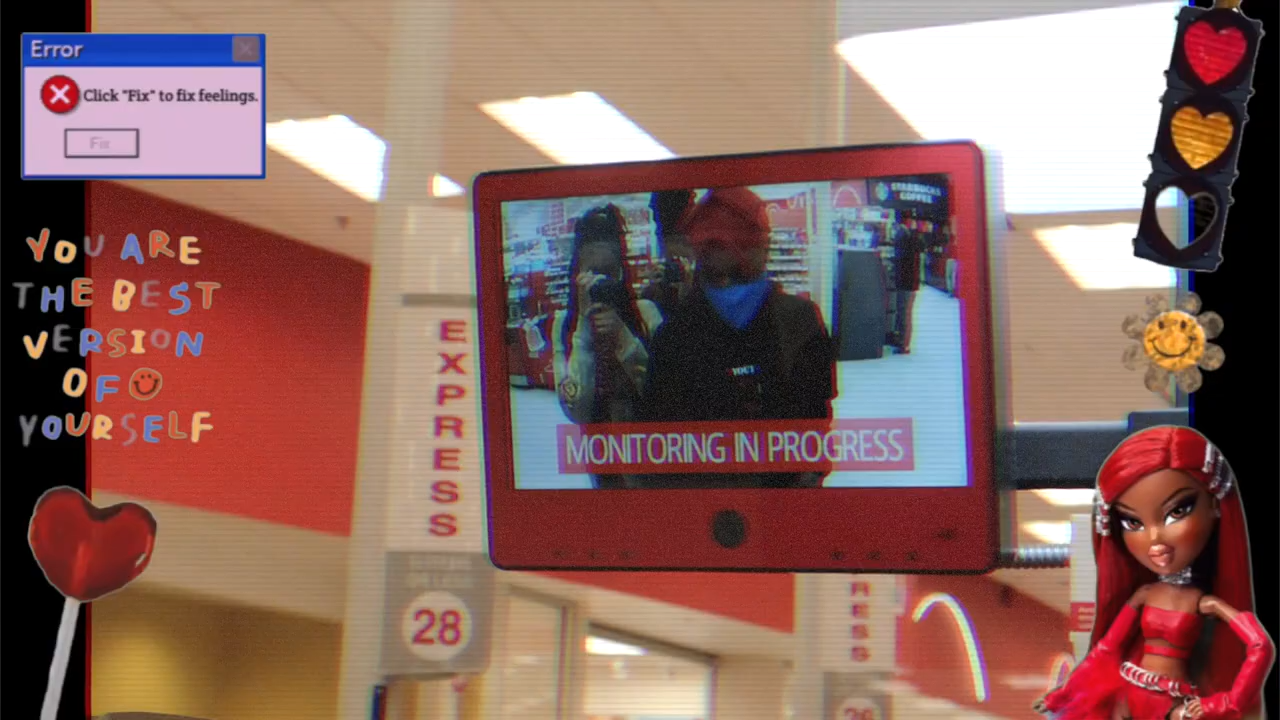 Error
Click "Fix" to fix feelings.
Fix
YOU ARE
THE BEST
VERSION
OF
YOURSELF
STARBUCKS
COFFEE
MONITORING IN PROGRESS
EXPRESS
28
RESS